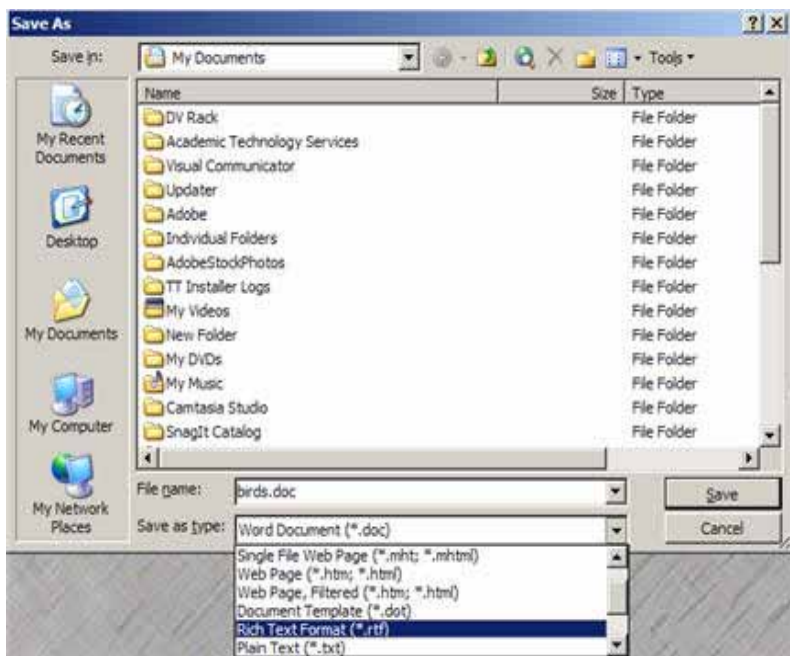 Save As
Save in: My Documents Tools
Name Size Type
My Recent Documents
Desktop
My Documents
My Computer
My Network Places
DV Rack File Folder
Academic Technology Services File Folder
Visual Communicator File Folder
Updater File Folder
Adobe File Folder
Individual Folders File Folder
AdobeStockPhotos File Folder
TT Installer Logs File Folder
My Videos File Folder
New Folder File Folder
My DVDs File Folder
My Music File Folder
Camtasia Studio File Folder
SnagIt Catalog File Folder
File name: birds.doc Save
Save as type: Word Document (*.doc) Cancel
Single File Web Page (*.mht; *.mhtml)
Web Page (*.htm; *.html)
Web Page, Filtered (*.htm; *.html)
Document Template (*.dot)
Rich Text Format (*.rtf)
Plain Text (*.txt)